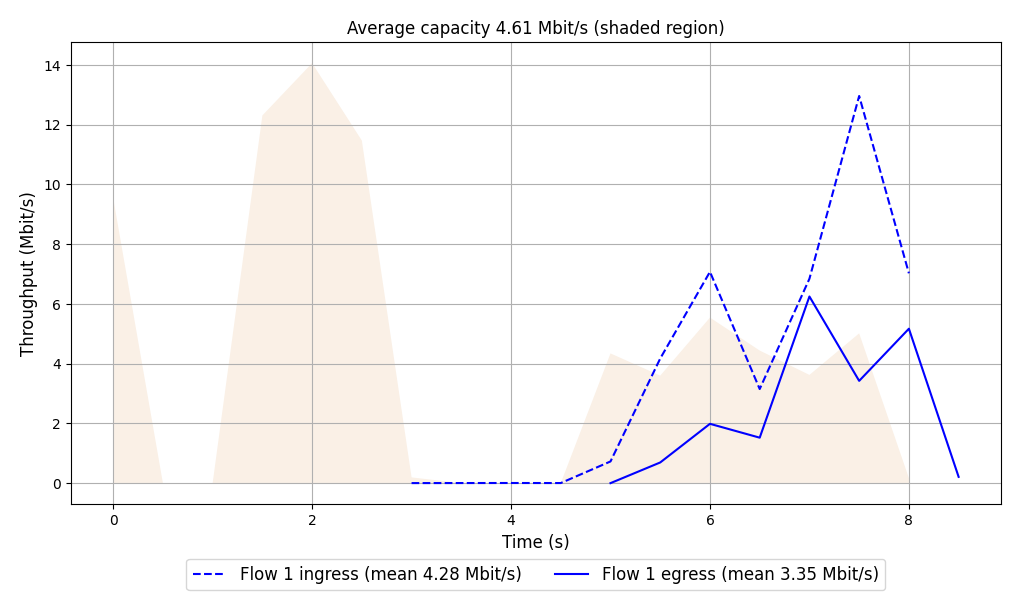 Average capacity 4.61 Mbit/s (shaded region)
Throughput (Mbit/s)
14
12
10
8
6
4
2
0
0 2 4 6 8
Time (s)
Flow 1 ingress (mean 4.28 Mbit/s) Flow 1 egress (mean 3.35 Mbit/s)